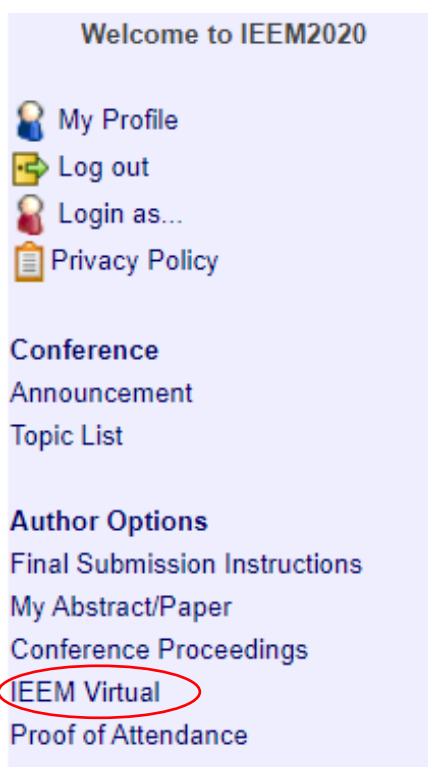 Welcome to IEEM2020
My Profile
Log out
Login as...
Privacy Policy
Conference
Announcement
Topic List
Author Options
Final Submission Instructions
My Abstract/Paper
Conference Proceedings
IEEM Virtual
Proof of Attendance